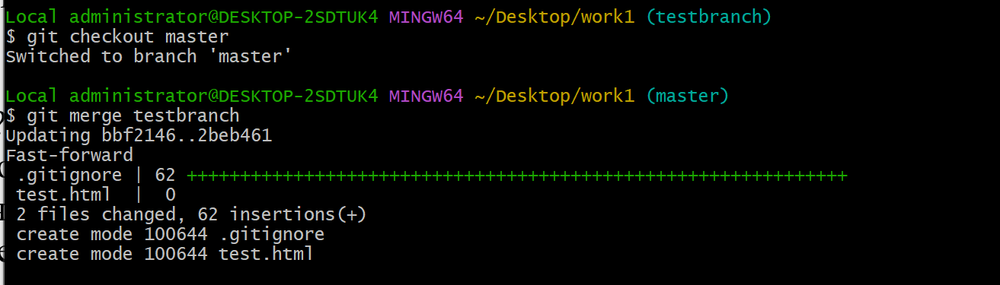 Local administrator@DESKTOP-2SDTUK4 MINGW64 ~/Desktop/work1 (testbranch)
$ git checkout master
Switched to branch 'master'
Local administrator@DESKTOP-2SDTUK4 MINGW64 ~/Desktop/work1 (master)
$ git merge testbranch
Updating bbf2146..2beb461
Fast-forward
 .gitignore | 62 ++++++++++++++++++++++++++++++++++++++++++++++++++++++++++++++
 test.html  |  0
 2 files changed, 62 insertions(+)
 create mode 100644 .gitignore
 create mode 100644 test.html